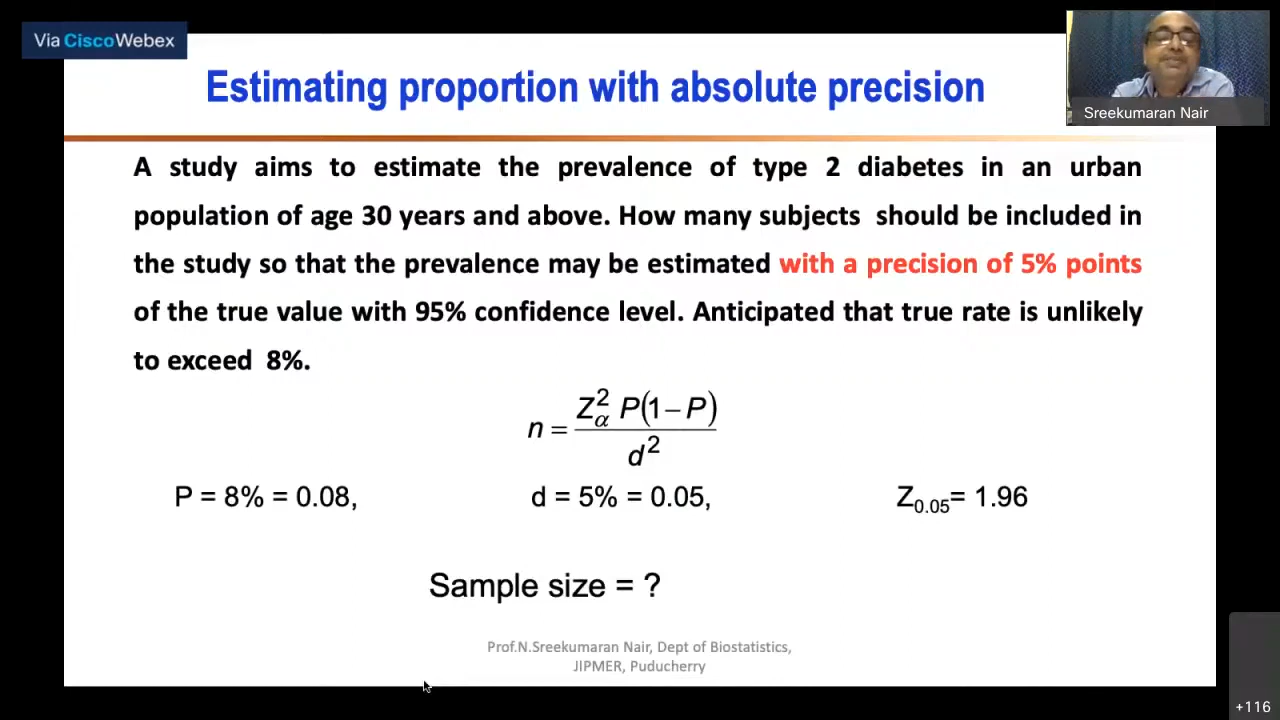 Via CiscoWebex
Estimating proportion with absolute precision
Sreekumaran Nair
A study aims to estimate the prevalence of type 2 diabetes in an urban
population of age 30 years and above. How many subjects should be included in
the study so that the prevalence may be estimated with a precision of 5% points
of the true value with 95% confidence level. Anticipated that true rate is unlikely
to exceed 8%.
n = Z²α P(1 – P) / d²
P = 8% = 0.08, d = 5% = 0.05, Z0.05= 1.96
Sample size = ?
Prof.N.Sreekumaran Nair, Dept of Biostatistics,
JIPMER, Puducherry
+116